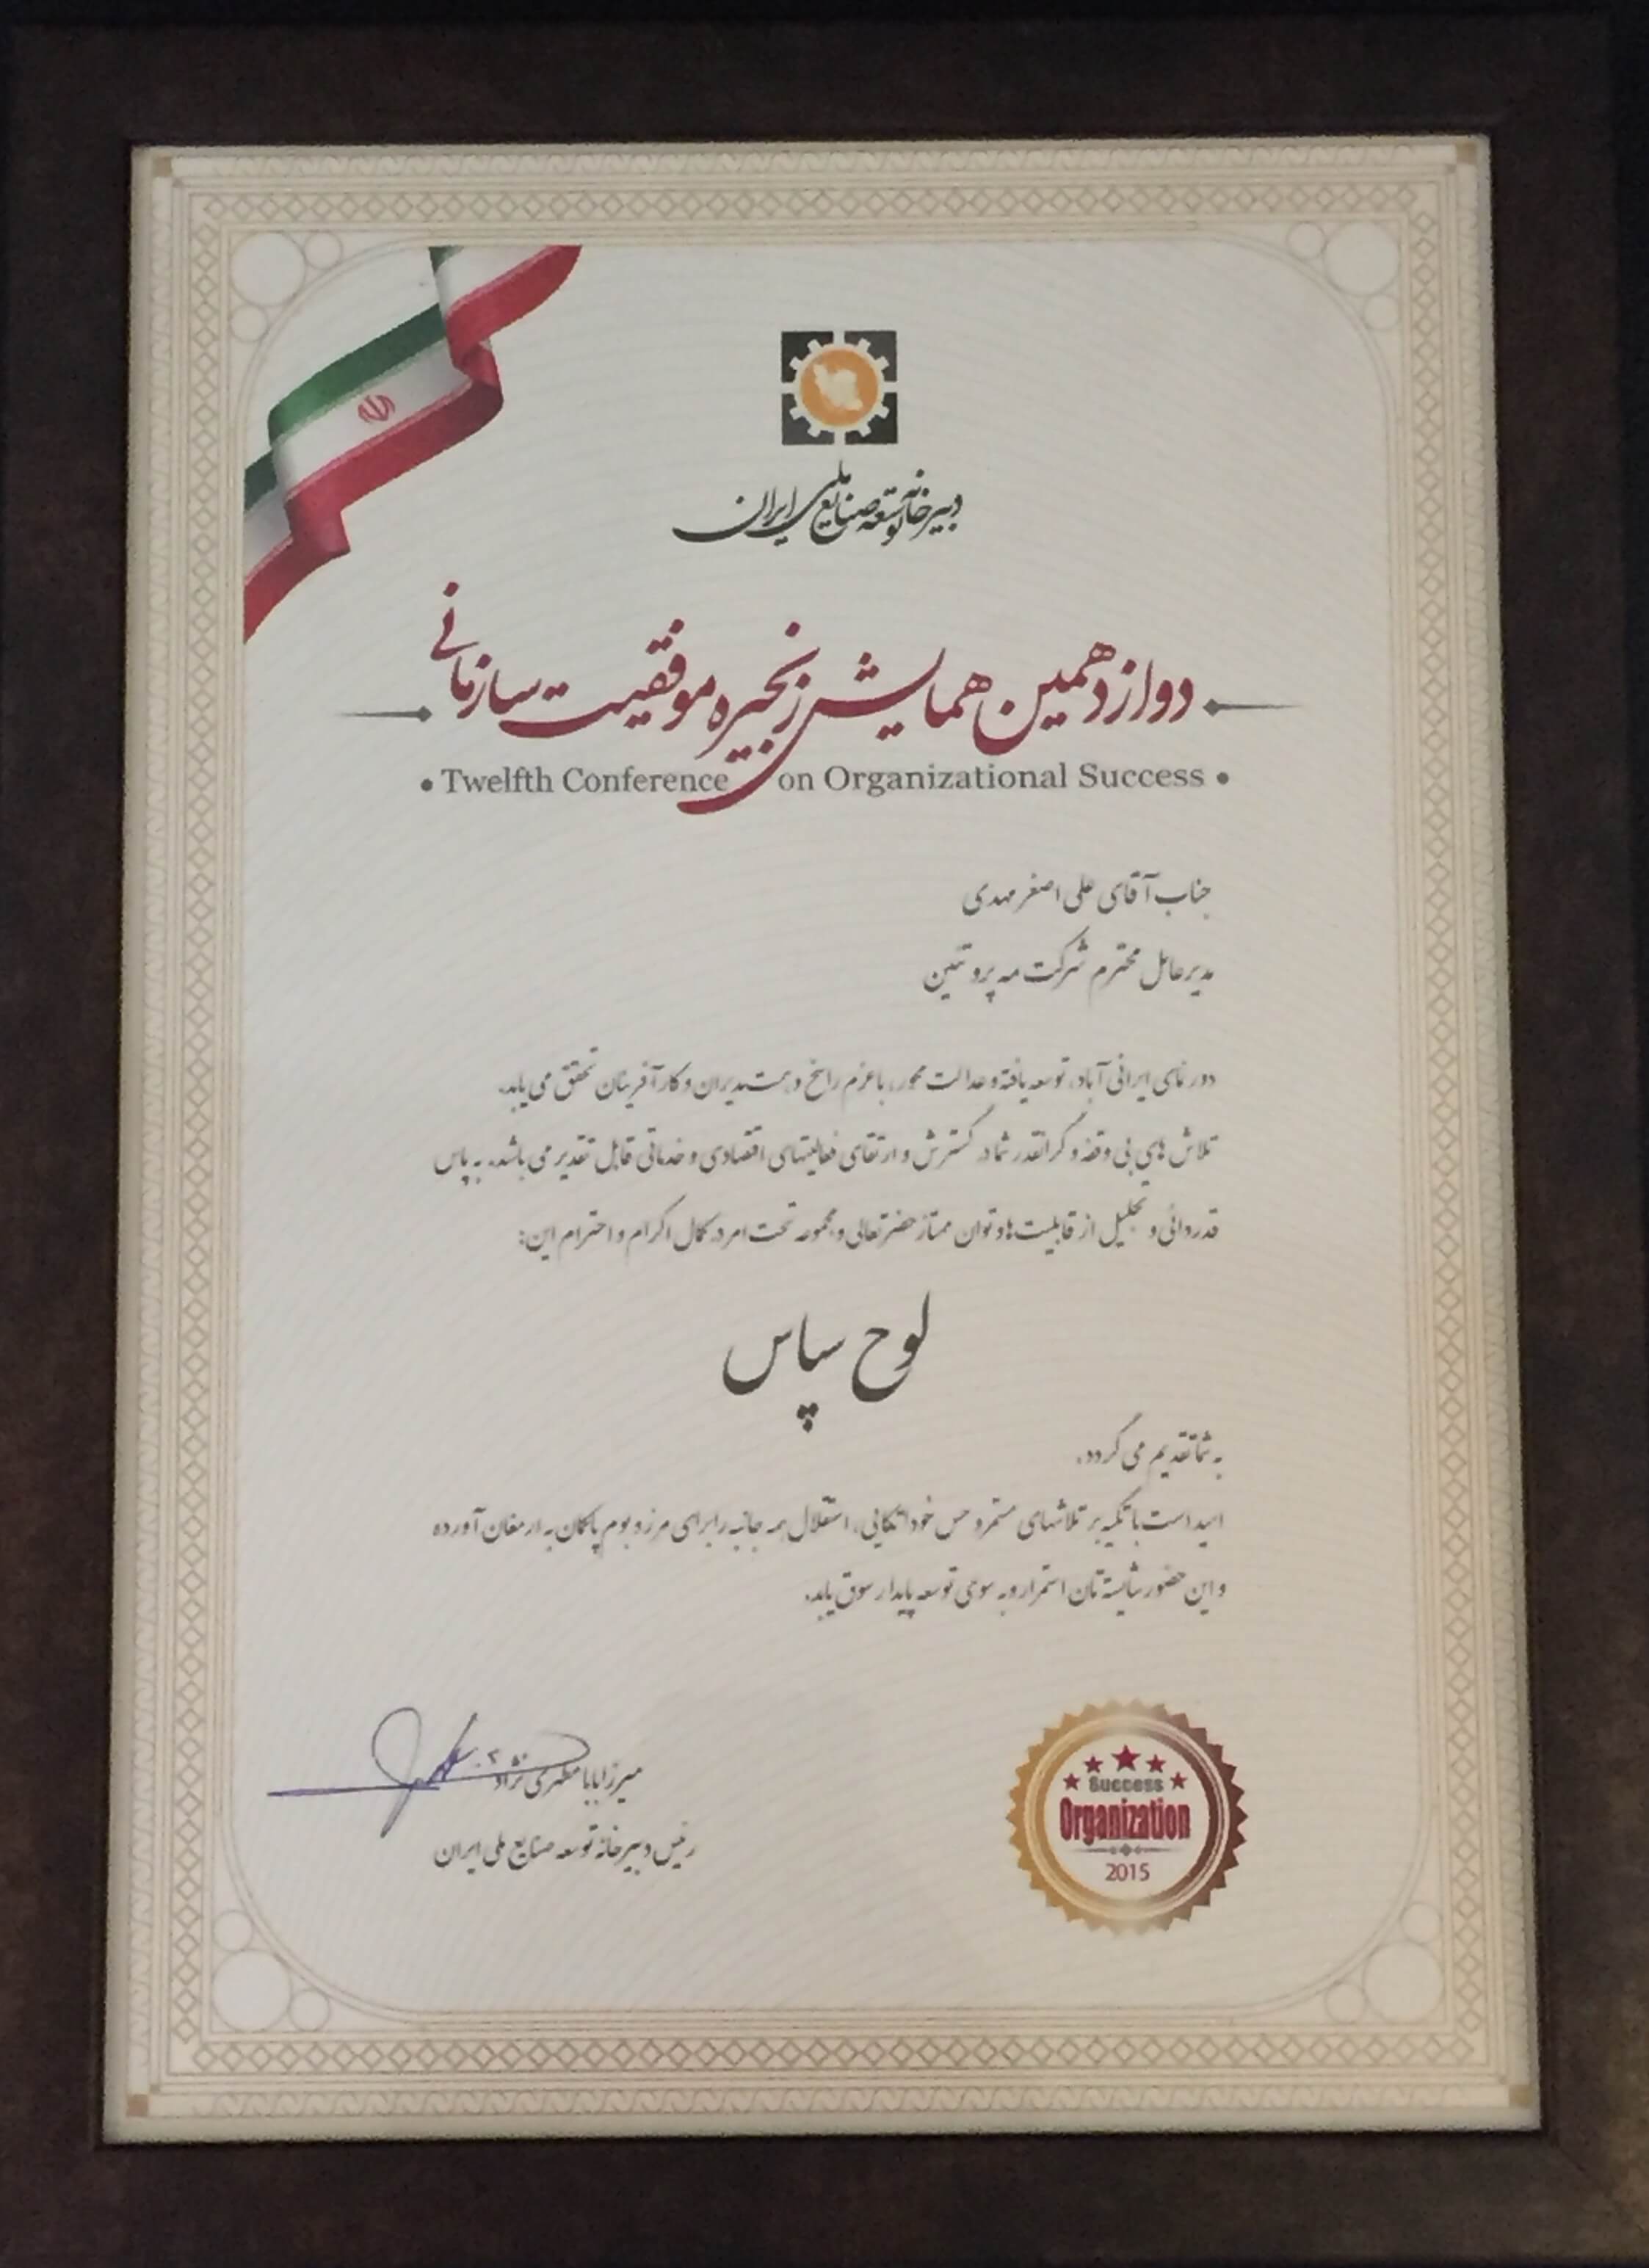 دبیرخانه توسعه صنایع ملی ایران
دوازدهمین همایش زنجیره موفقیت سازمانی
• Twelfth Conference on Organizational Success •
جناب آقای علی اصغر مهدی
مدیرعامل محترم شرکت مه پروتئین
دورنمای ایرانی آباد، توسعه یافته و عدالت محور، با عزم راسخ و همت مدیران و کارآفرینان تحقق می یابد.
تلاش های بی وقفه و گرانقدر شما در گسترش و ارتقای فعالیتهای اقتصادی و خدماتی قابل تقدیر می باشد. به پاس
قدردانی و تجلیل از قابلیت ها و توان ممتاز حضرتعالی و مجموعه تحت امر در کمال اکرام و احترام این:
لوح سپاس
به شما تقدیم می گردد.
امید است با تکیه بر تلاشهای مستمر و حس خوداتکایی، استقلال همه جانبه را برای مرز و بوم پاکمان به ارمغان آورده
و این حضور شایسته تان استمرار و به سوی توسعه پایدار سوق یابد.
میرزابابا مطهری نژاد
رئیس دبیرخانه توسعه صنایع ملی ایران
Success
Organization
2015